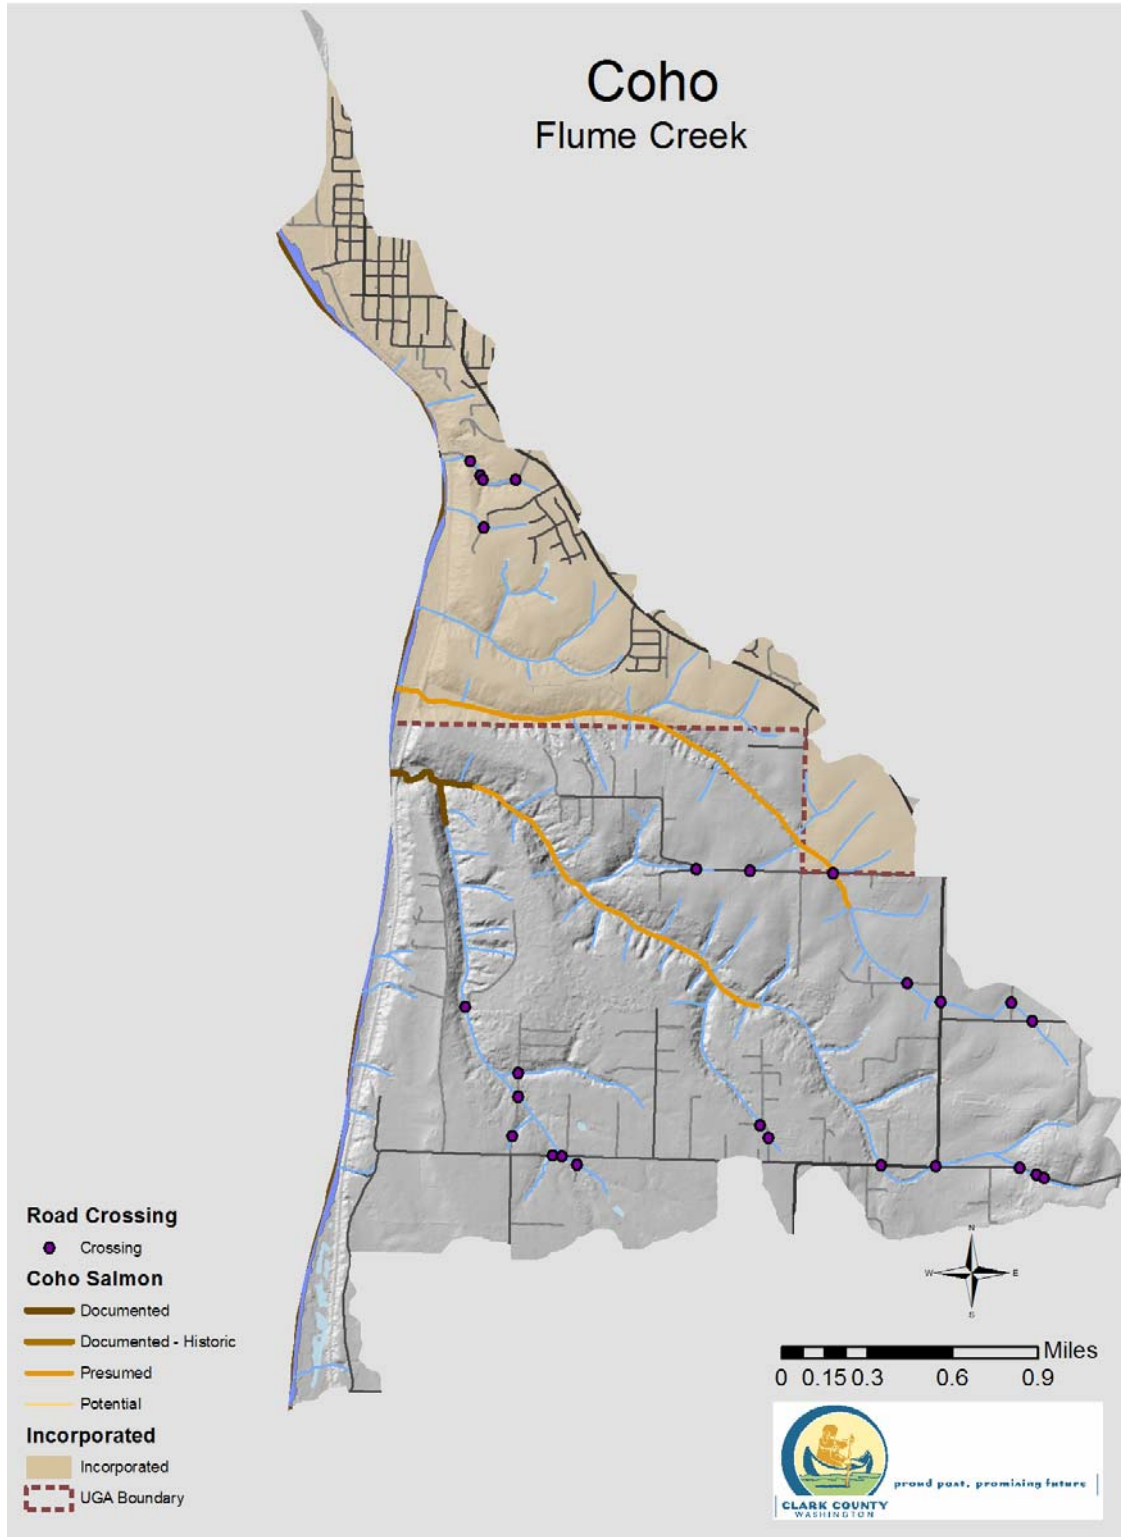 Coho
Flume Creek
Road Crossing
Crossing
Coho Salmon
Documented
Documented - Historic
Presumed
Potential
Incorporated
Incorporated
UGA Boundary
N
W
E
S
Miles
0 0.15 0.3 0.6 0.9
proud past, promising future
CLARK COUNTY
WASHINGTON